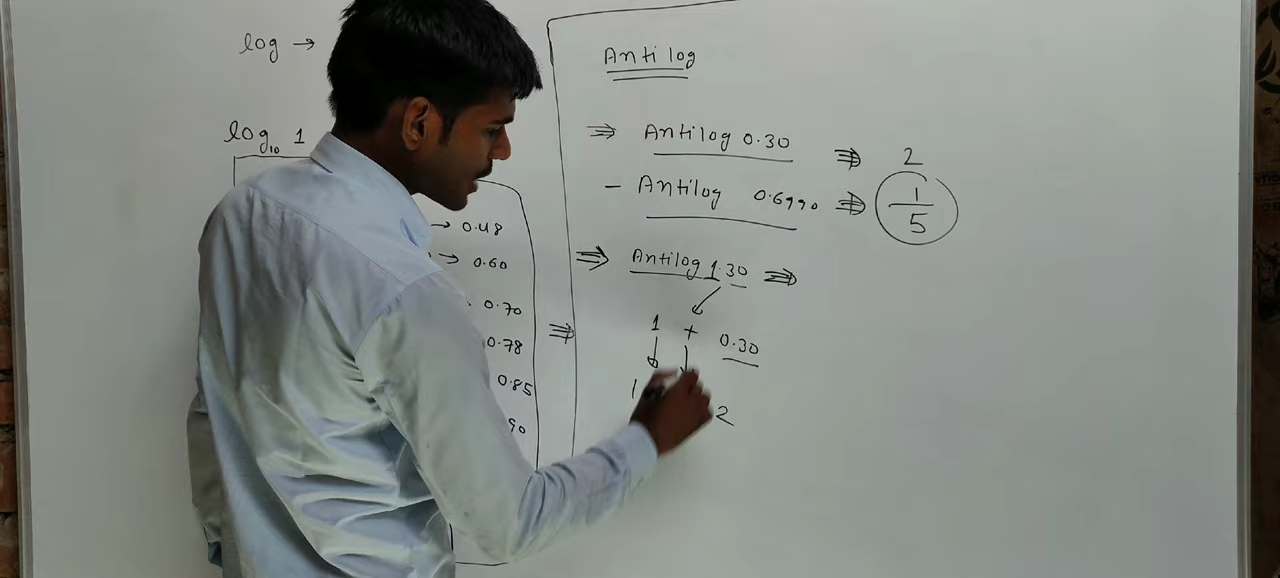 log →
log₁₀ 1
→ 0.48
→ 0.60
0.70
0.78
0.85
90
Antilog
⇒ Antilog 0.30 ⇒ 2
- Antilog 0.6990 ⇒ 1/5
⇒ Antilog 1.30 ⇒
1 + 0.30
1
2